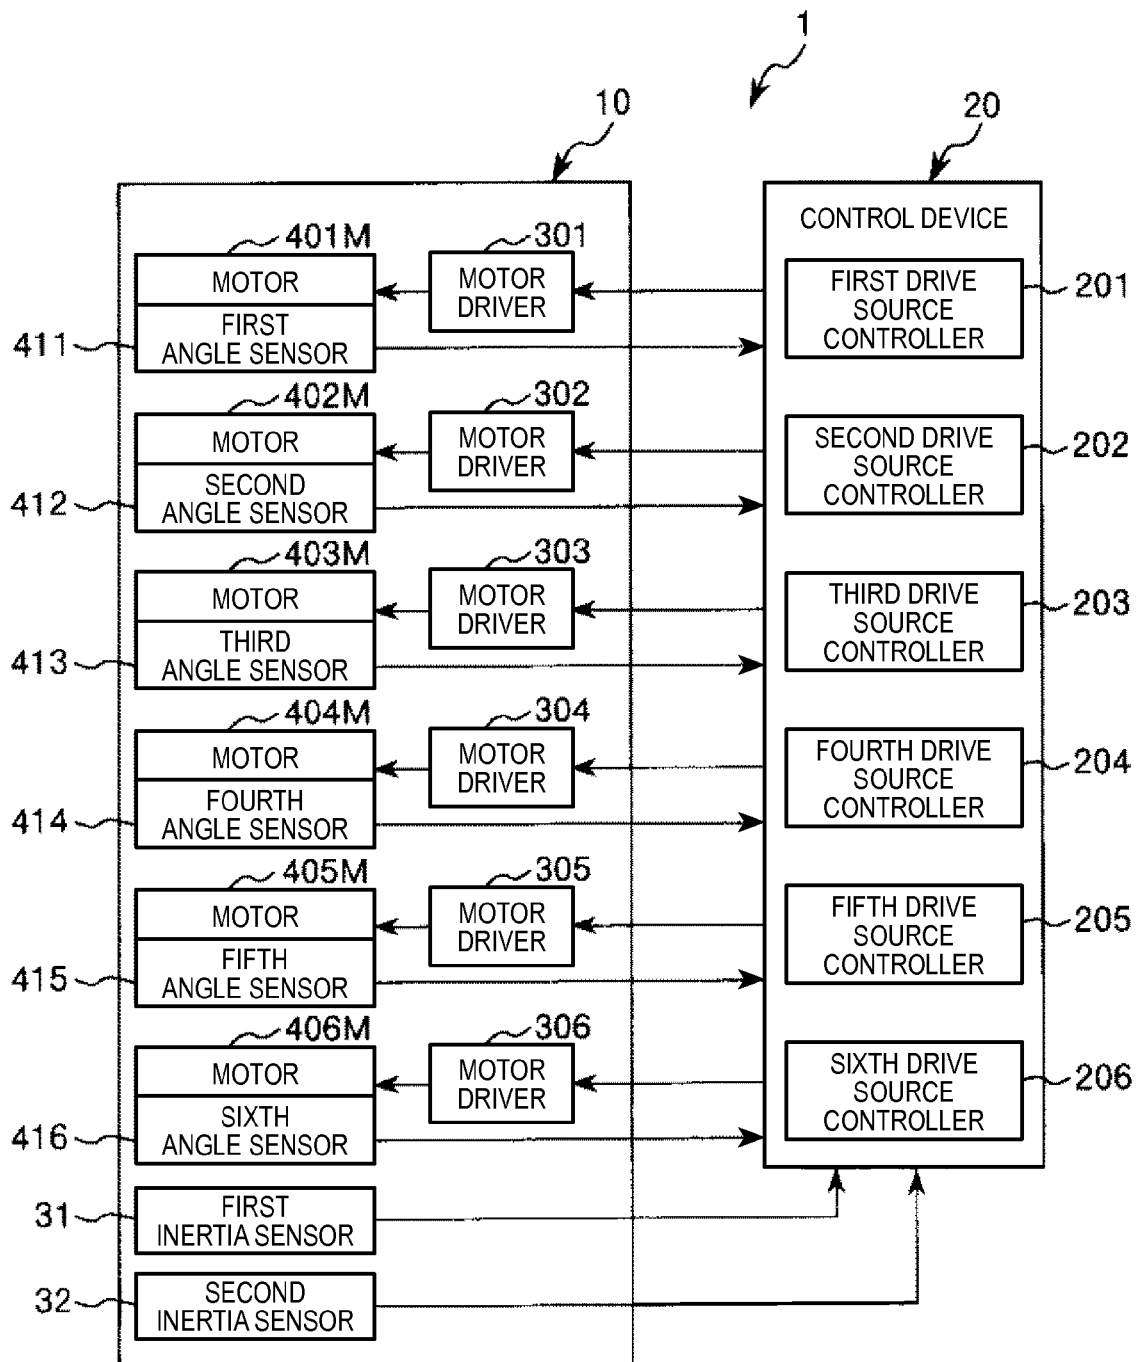 1
10
20
CONTROL DEVICE
401M
301
MOTOR
MOTOR
DRIVER
FIRST DRIVE
SOURCE
CONTROLLER
201
411
FIRST
ANGLE SENSOR
402M
302
MOTOR
MOTOR
DRIVER
SECOND DRIVE
SOURCE
CONTROLLER
202
412
SECOND
ANGLE SENSOR
403M
303
MOTOR
MOTOR
DRIVER
THIRD DRIVE
SOURCE
CONTROLLER
203
413
THIRD
ANGLE SENSOR
404M
304
MOTOR
MOTOR
DRIVER
FOURTH DRIVE
SOURCE
CONTROLLER
204
414
FOURTH
ANGLE SENSOR
405M
305
MOTOR
MOTOR
DRIVER
FIFTH DRIVE
SOURCE
CONTROLLER
205
415
FIFTH
ANGLE SENSOR
406M
306
MOTOR
MOTOR
DRIVER
SIXTH DRIVE
SOURCE
CONTROLLER
206
416
SIXTH
ANGLE SENSOR
31
FIRST
INERTIA SENSOR
32
SECOND
INERTIA SENSOR